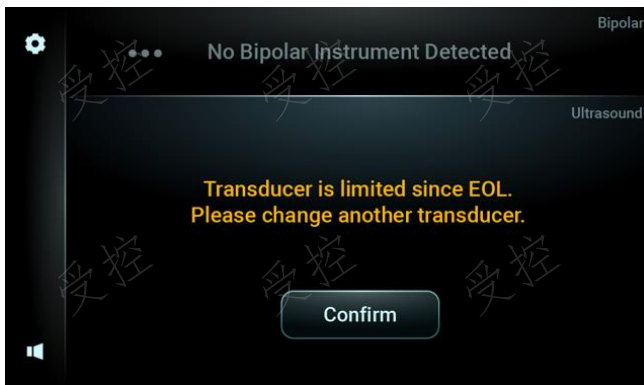 Bipolar
No Bipolar Instrument Detected
Ultrasound
Transducer is limited since EOL.
Please change another transducer.
Confirm
受控
受控
受控
受控
受控
受控